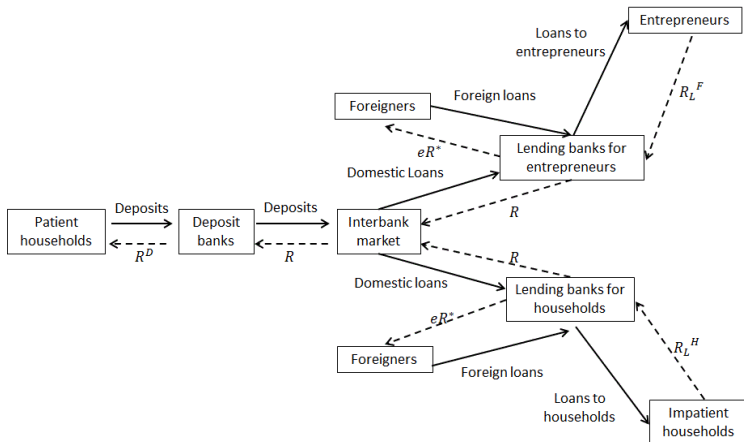 Entrepreneurs
Loans to
entrepreneurs
R_L^F
Foreigners
Foreign loans
eR*
Lending banks for
entrepreneurs
Domestic Loans
R
Patient
households
Deposits
R^D
Deposit
banks
Deposits
R
Interbank
market
R
Domestic loans
Lending banks for
households
eR*
Foreigners
Foreign loans
R_L^H
Loans to
households
Impatient
households